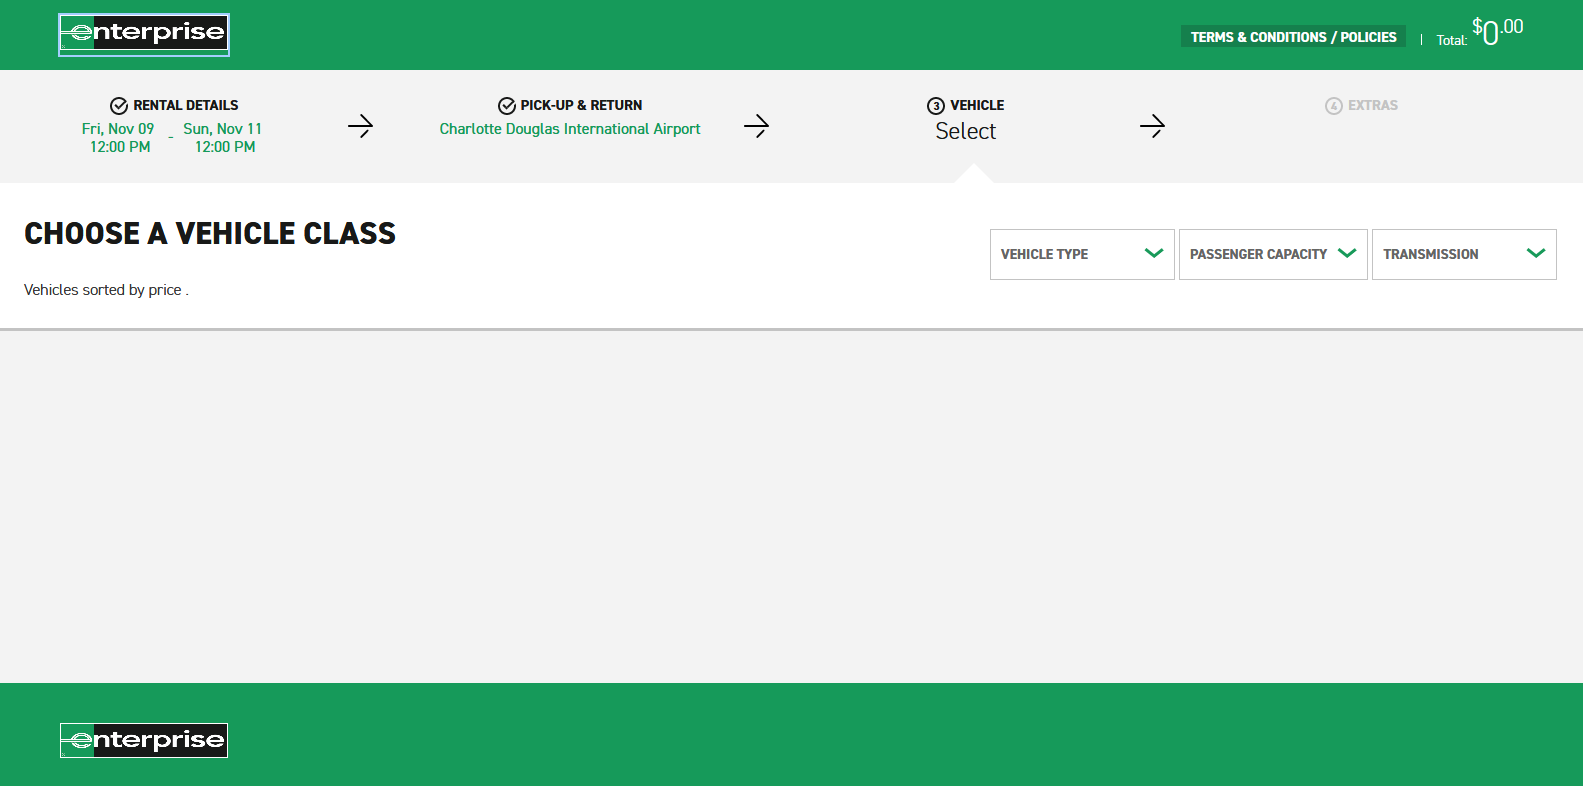 enterprise
TERMS & CONDITIONS / POLICIES | Total: $0.00
RENTAL DETAILS
Fri, Nov 09 - Sun, Nov 11
12:00 PM 12:00 PM
PICK-UP & RETURN
Charlotte Douglas International Airport
3 VEHICLE
Select
4 EXTRAS
CHOOSE A VEHICLE CLASS
VEHICLE TYPE
PASSENGER CAPACITY
TRANSMISSION
Vehicles sorted by price .
enterprise